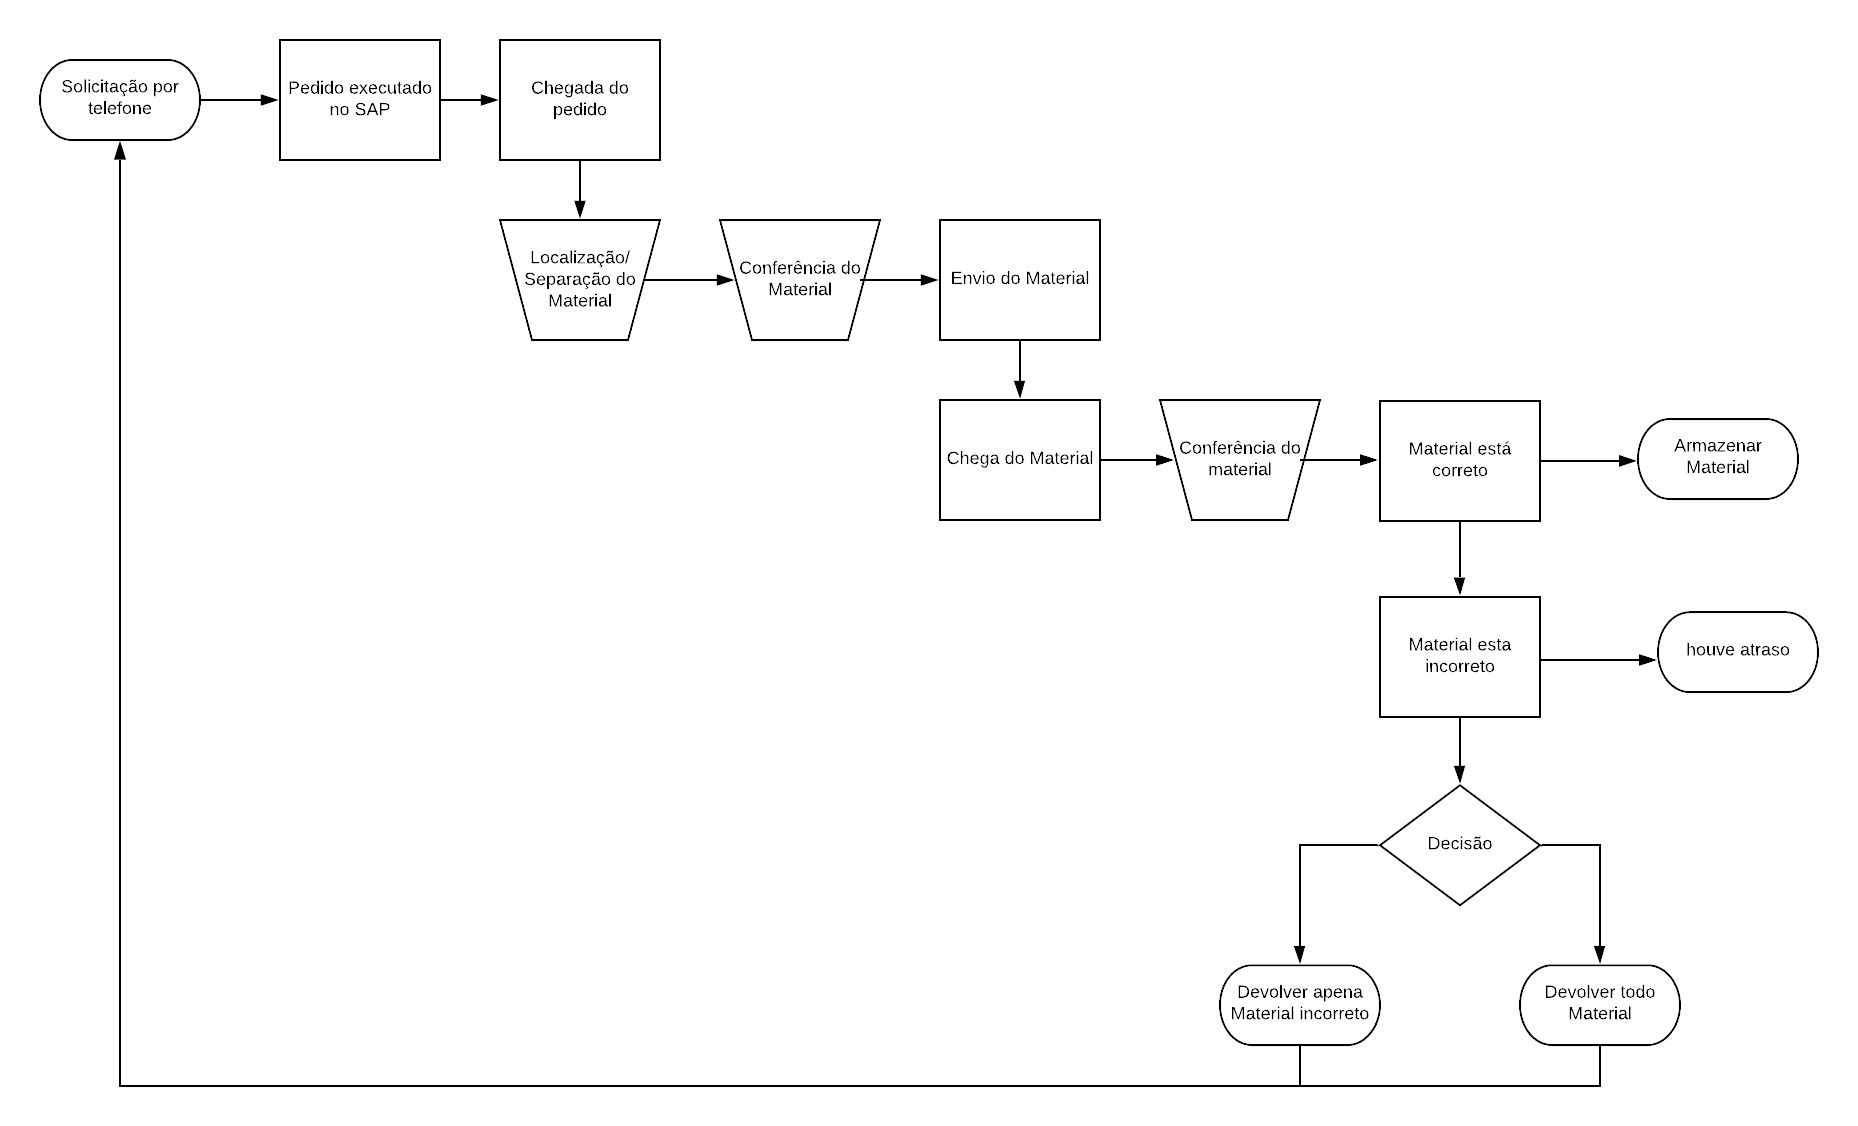 Solicitação por
telefone
Pedido executado
no SAP
Chegada do
pedido
Localização/
Separação do
Material
Conferência do
Material
Envio do Material
Chega do Material
Conferência do
material
Material está
correto
Armazenar
Material
Material esta
incorreto
houve atraso
Decisão
Devolver apena
Material incorreto
Devolver todo
Material